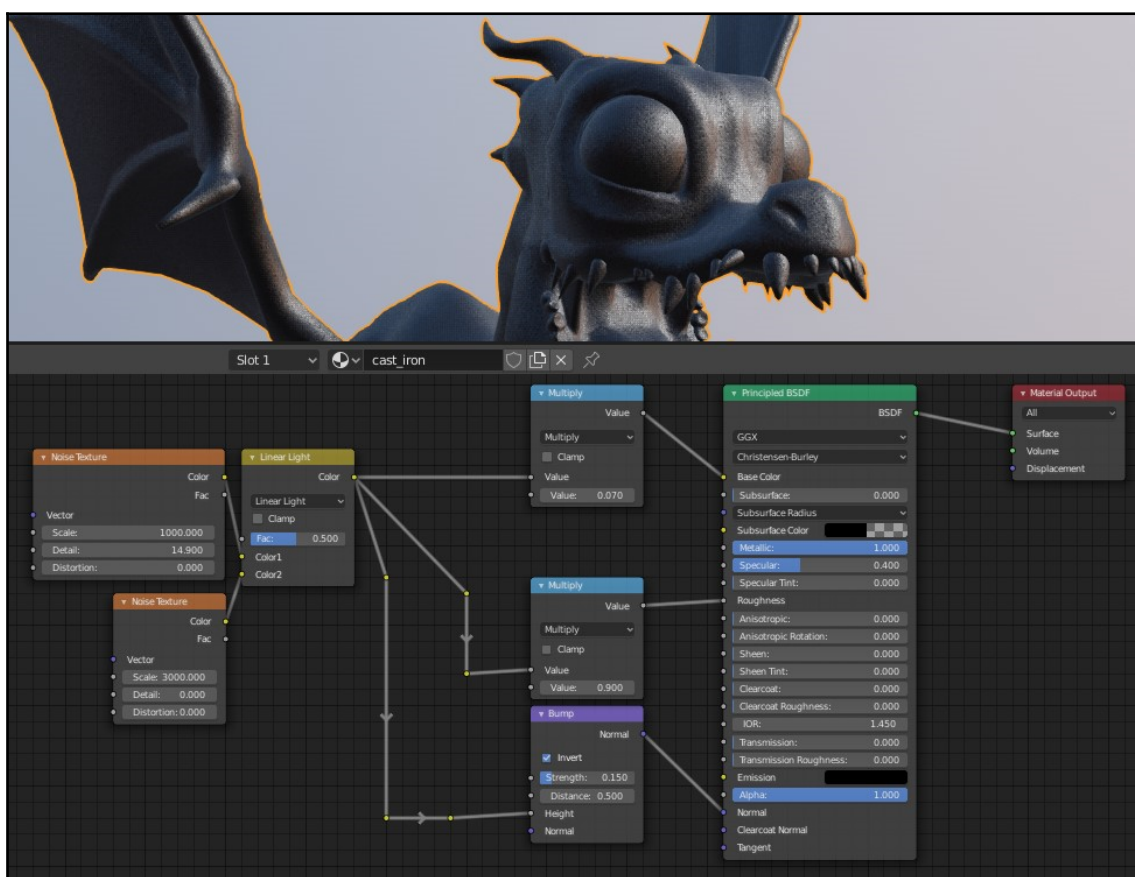 Slot 1
cast_iron
Noise Texture
Color
Fac
Vector
Scale: 1000.000
Detail: 14.900
Distortion: 0.000
Noise Texture
Color
Fac
Vector
Scale: 3000.000
Detail: 0.000
Distortion: 0.000
Linear Light
Color
Linear Light
Clamp
Fac: 0.500
Color1
Color2
Multiply
Value
Multiply
Clamp
Value
Value: 0.070
Multiply
Value
Multiply
Clamp
Value
Value: 0.900
Bump
Normal
Invert
Strength: 0.150
Distance: 0.500
Height
Normal
Principled BSDF
BSDF
GGX
Christensen-Burley
Base Color
Subsurface: 0.000
Subsurface Radius
Subsurface Color
Metallic: 1.000
Specular: 0.400
Specular Tint: 0.000
Roughness
Anisotropic: 0.000
Anisotropic Rotation: 0.000
Sheen: 0.000
Sheen Tint: 0.000
Clearcoat: 0.000
Clearcoat Roughness: 0.000
IOR: 1.450
Transmission: 0.000
Transmission Roughness: 0.000
Emission
Alpha: 1.000
Normal
Clearcoat Normal
Tangent
Material Output
All
Surface
Volume
Displacement